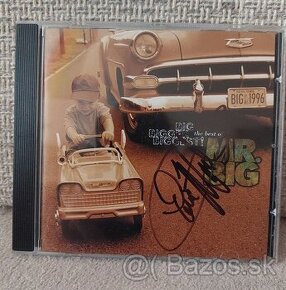 BIG 1996
BIG
BIGGER
BIGGEST!
the best of
MR.
BIG
Bazos.sk